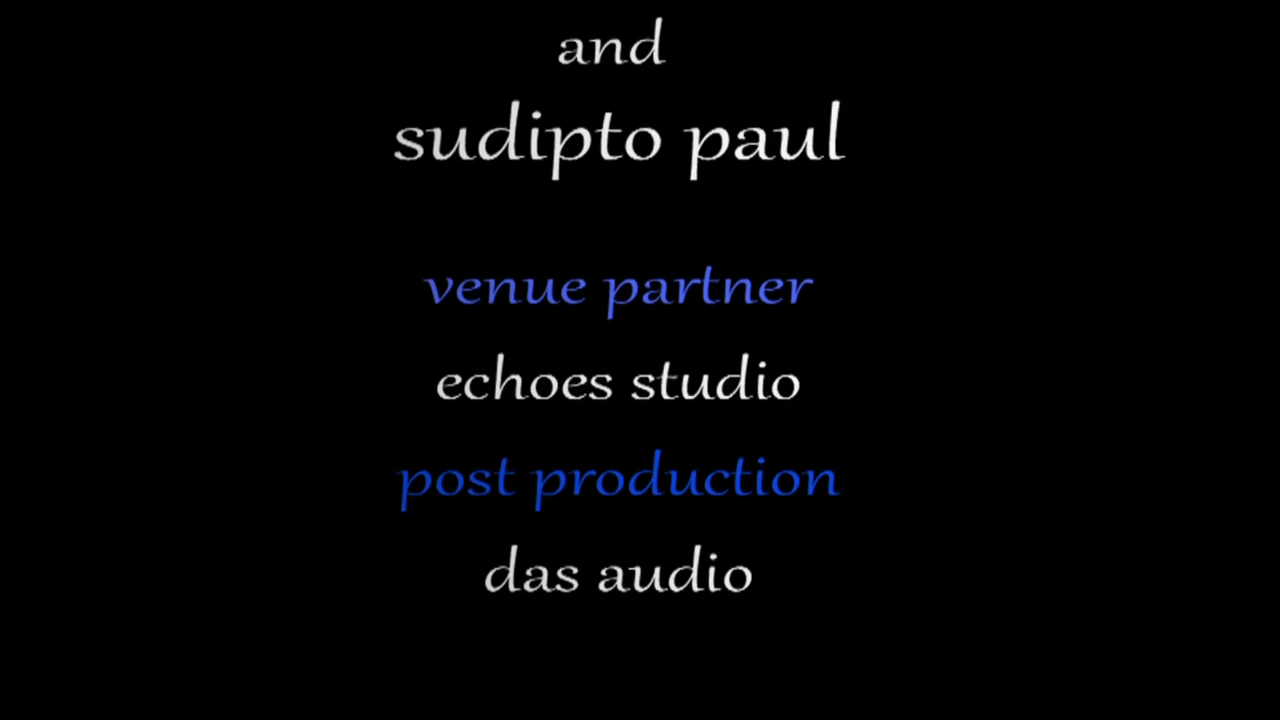 and
sudipto paul
venue partner
echoes studio
post production
das audio